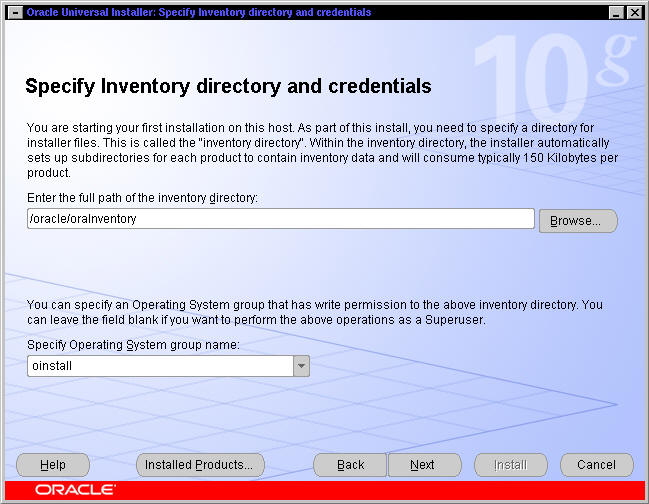 Oracle Universal Installer: Specify Inventory directory and credentials
10g
Specify Inventory directory and credentials
You are starting your first installation on this host. As part of this install, you need to specify a directory for
installer files. This is called the "inventory directory". Within the inventory directory, the installer automatically
sets up subdirectories for each product to contain inventory data and will consume typically 150 Kilobytes per
product.
Enter the full path of the inventory directory:
/oracle/oraInventory
Browse...
You can specify an Operating System group that has write permission to the above inventory directory. You
can leave the field blank if you want to perform the above operations as a Superuser.
Specify Operating System group name:
oinstall
Help Installed Products... Back Next Install Cancel
ORACLE